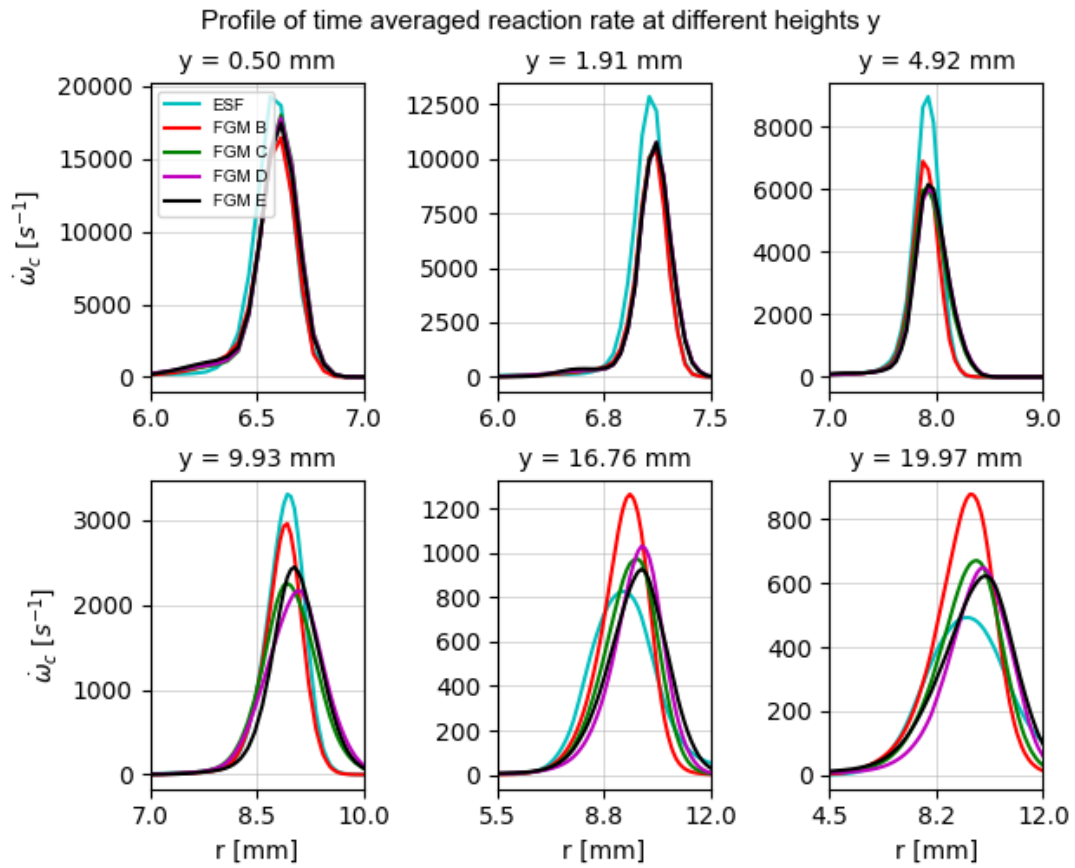 Profile of time averaged reaction rate at different heights y
y = 0.50 mm
y = 1.91 mm
y = 4.92 mm
20000
15000
10000
5000
0
ω̇c [s⁻¹]
ESF
FGM B
FGM C
FGM D
FGM E
6.0
6.5
7.0
12500
10000
7500
5000
2500
0
6.0
6.8
7.5
8000
6000
4000
2000
0
7.0
8.0
9.0
y = 9.93 mm
y = 16.76 mm
y = 19.97 mm
3000
2000
1000
0
ω̇c [s⁻¹]
7.0
8.5
10.0
r [mm]
1200
1000
800
600
400
200
0
5.5
8.8
12.0
r [mm]
800
600
400
200
0
4.5
8.2
12.0
r [mm]